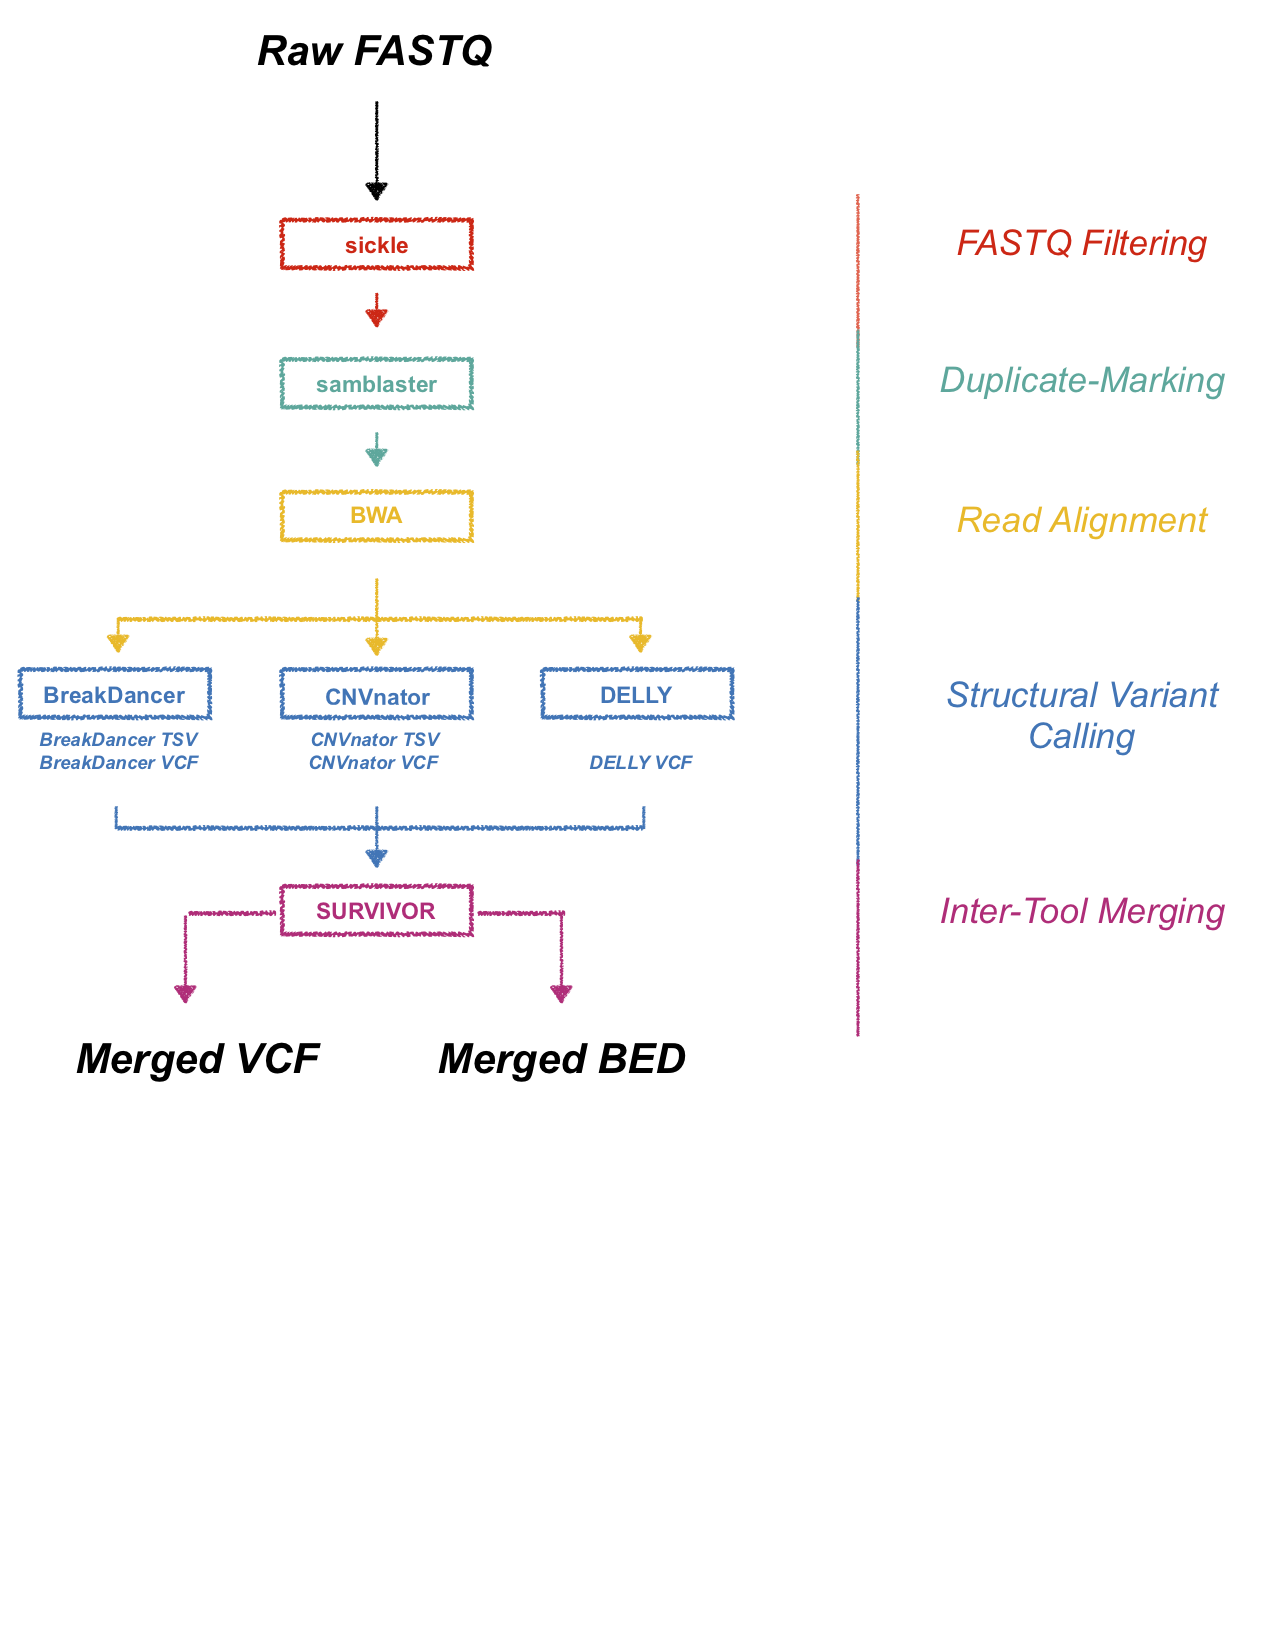 Raw FASTQ
sickle
FASTQ Filtering
samblaster
Duplicate-Marking
BWA
Read Alignment
BreakDancer
CNVnator
DELLY
BreakDancer TSV
BreakDancer VCF
CNVnator TSV
CNVnator VCF
DELLY VCF
Structural Variant
Calling
SURVIVOR
Inter-Tool Merging
Merged VCF
Merged BED